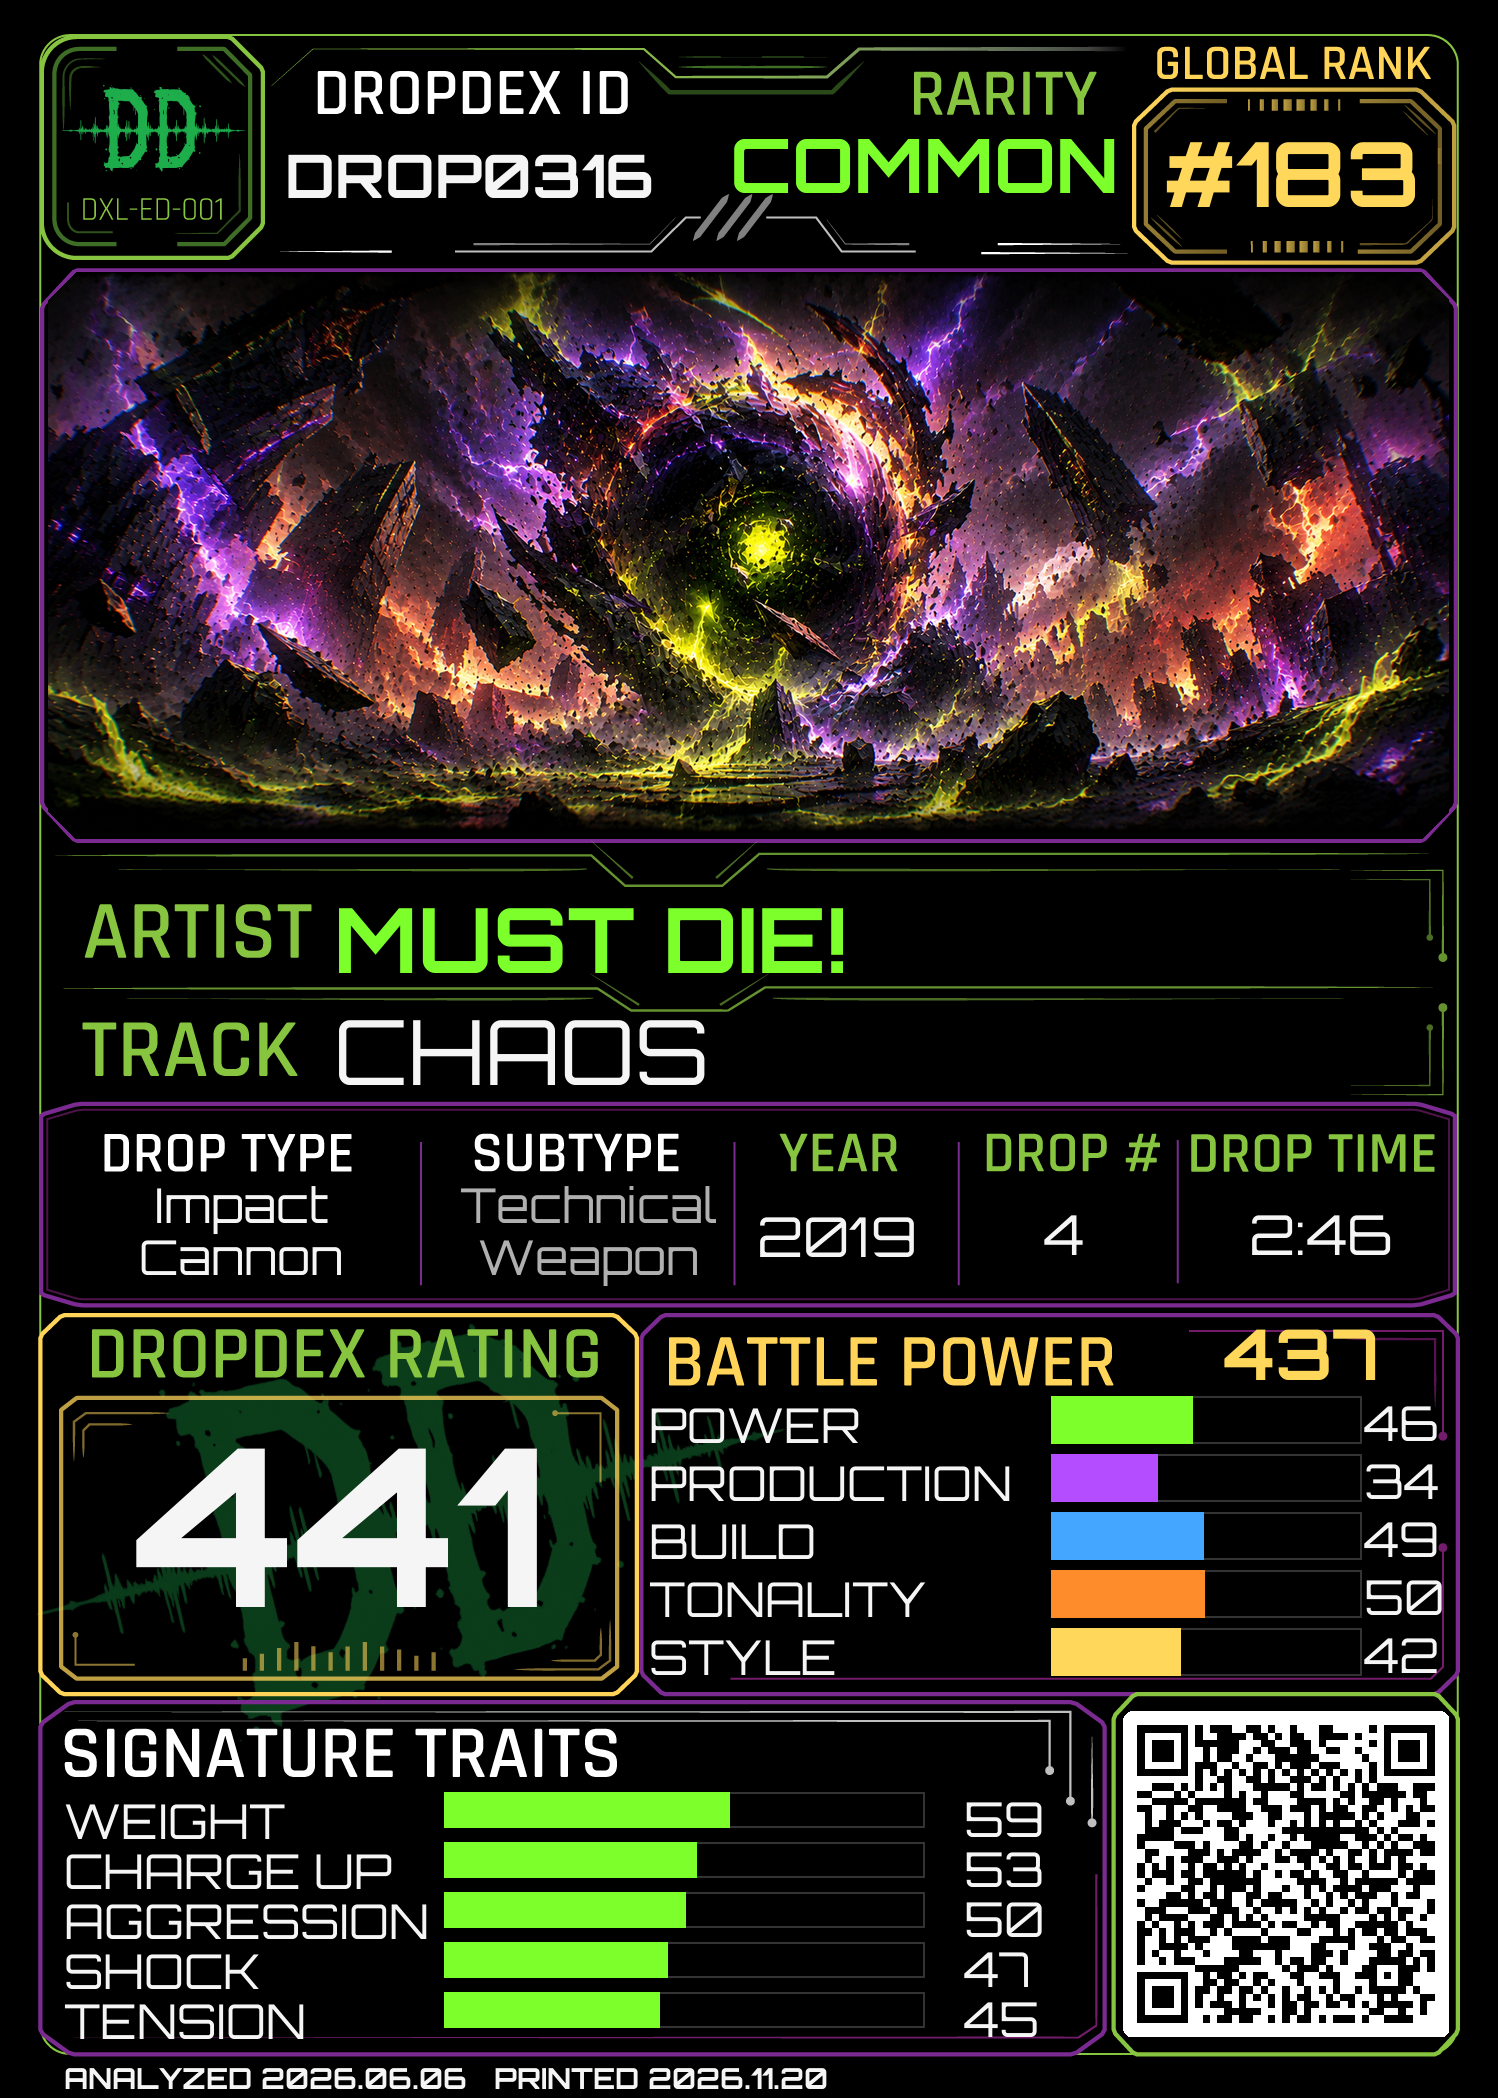 DD
DXL-ED-001
DROPDEX ID
DROP0316
RARITY
COMMON
GLOBAL RANK
#183
ARTIST MUST DIE!
TRACK CHAOS
DROP TYPE
Impact
Cannon
SUBTYPE
Technical
Weapon
YEAR
2019
DROP #
4
DROP TIME
2:46
DROPDEX RATING
441
BATTLE POWER 437
POWER 46
PRODUCTION 34
BUILD 49
TONALITY 50
STYLE 42
SIGNATURE TRAITS
WEIGHT 59
CHARGE UP 53
AGGRESSION 50
SHOCK 47
TENSION 45
ANALYZED 2026.06.06 PRINTED 2026.11.20